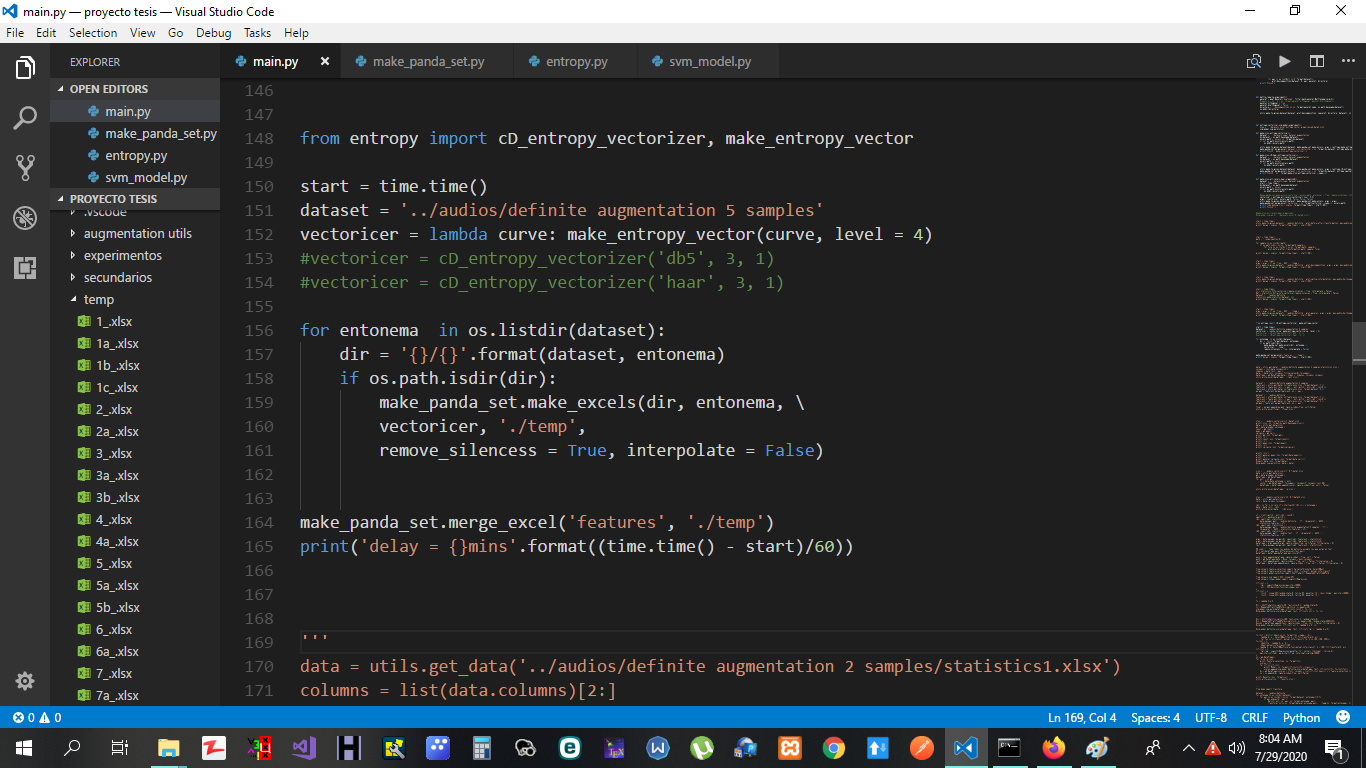 main.py — proyecto tesis — Visual Studio Code
File Edit Selection View Go Debug Tasks Help
EXPLORER
main.py
make_panda_set.py
entropy.py
svm_model.py
OPEN EDITORS
main.py
make_panda_set.py
entropy.py
svm_model.py
PROYECTO TESIS
.vscode
augmentation utils
experimentos
secundarios
temp
1_.xlsx
1a_.xlsx
1b_.xlsx
1c_.xlsx
2_.xlsx
2a_.xlsx
3_.xlsx
3a_.xlsx
3b_.xlsx
4_.xlsx
4a_.xlsx
5_.xlsx
5a_.xlsx
5b_.xlsx
6_.xlsx
6a_.xlsx
7_.xlsx
7a_.xlsx
146
147
148 from entropy import cD_entropy_vectorizer, make_entropy_vector
149
150 start = time.time()
151 dataset = '../audios/definite augmentation 5 samples'
152 vectoricer = lambda curve: make_entropy_vector(curve, level = 4)
153 #vectoricer = cD_entropy_vectorizer('db5', 3, 1)
154 #vectoricer = cD_entropy_vectorizer('haar', 3, 1)
155
156 for entonema  in os.listdir(dataset):
157     dir = '{}/{}'.format(dataset, entonema)
158     if os.path.isdir(dir):
159         make_panda_set.make_excels(dir, entonema, \
160         vectoricer, './temp',
161         remove_silencess = True, interpolate = False)
162
163
164 make_panda_set.merge_excel('features', './temp')
165 print('delay = {}mins'.format((time.time() - start)/60))
166
167
168
169 '''
170 data = utils.get_data('../audios/definite augmentation 2 samples/statistics1.xlsx')
171 columns = list(data.columns)[2:]
0 0
Ln 169, Col 4 Spaces: 4 UTF-8 CRLF Python
8:04 AM
7/29/2020
1